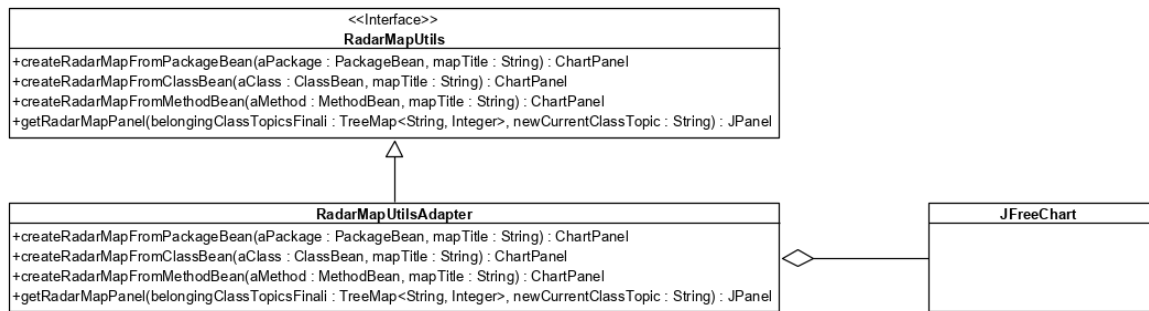 <<Interface>>
RadarMapUtils
+createRadarMapFromPackageBean(aPackage : PackageBean, mapTitle : String) : ChartPanel
+createRadarMapFromClassBean(aClass : ClassBean, mapTitle : String) : ChartPanel
+createRadarMapFromMethodBean(aMethod : MethodBean, mapTitle : String) : ChartPanel
+getRadarMapPanel(belongingClassTopicsFinali : TreeMap<String, Integer>, newCurrentClassTopic : String) : JPanel
RadarMapUtilsAdapter
+createRadarMapFromPackageBean(aPackage : PackageBean, mapTitle : String) : ChartPanel
+createRadarMapFromClassBean(aClass : ClassBean, mapTitle : String) : ChartPanel
+createRadarMapFromMethodBean(aMethod : MethodBean, mapTitle : String) : ChartPanel
+getRadarMapPanel(belongingClassTopicsFinali : TreeMap<String, Integer>, newCurrentClassTopic : String) : JPanel
JFreeChart